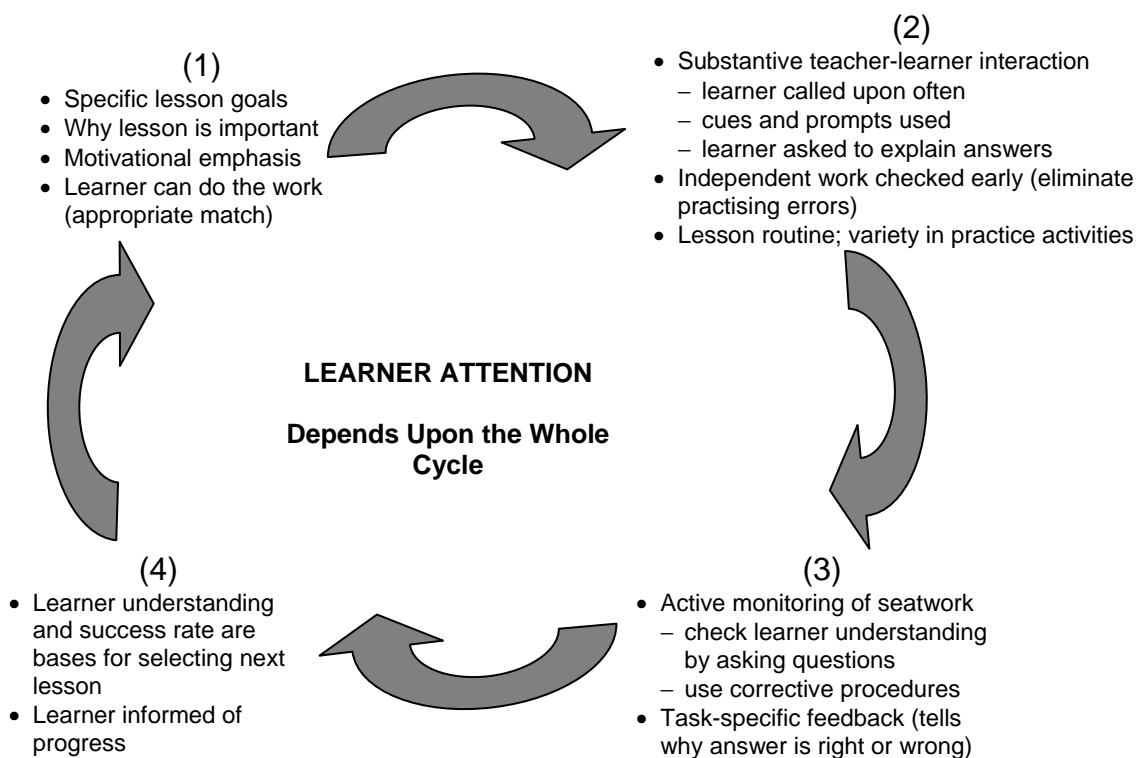 (1)
• Specific lesson goals
• Why lesson is important
• Motivational emphasis
• Learner can do the work
(appropriate match)
(2)
• Substantive teacher-learner interaction
– learner called upon often
– cues and prompts used
– learner asked to explain answers
• Independent work checked early (eliminate
practising errors)
• Lesson routine; variety in practice activities
LEARNER ATTENTION
Depends Upon the Whole
Cycle
(3)
• Active monitoring of seatwork
– check learner understanding
by asking questions
– use corrective procedures
• Task-specific feedback (tells
why answer is right or wrong)
(4)
• Learner understanding
and success rate are
bases for selecting next
lesson
• Learner informed of
progress